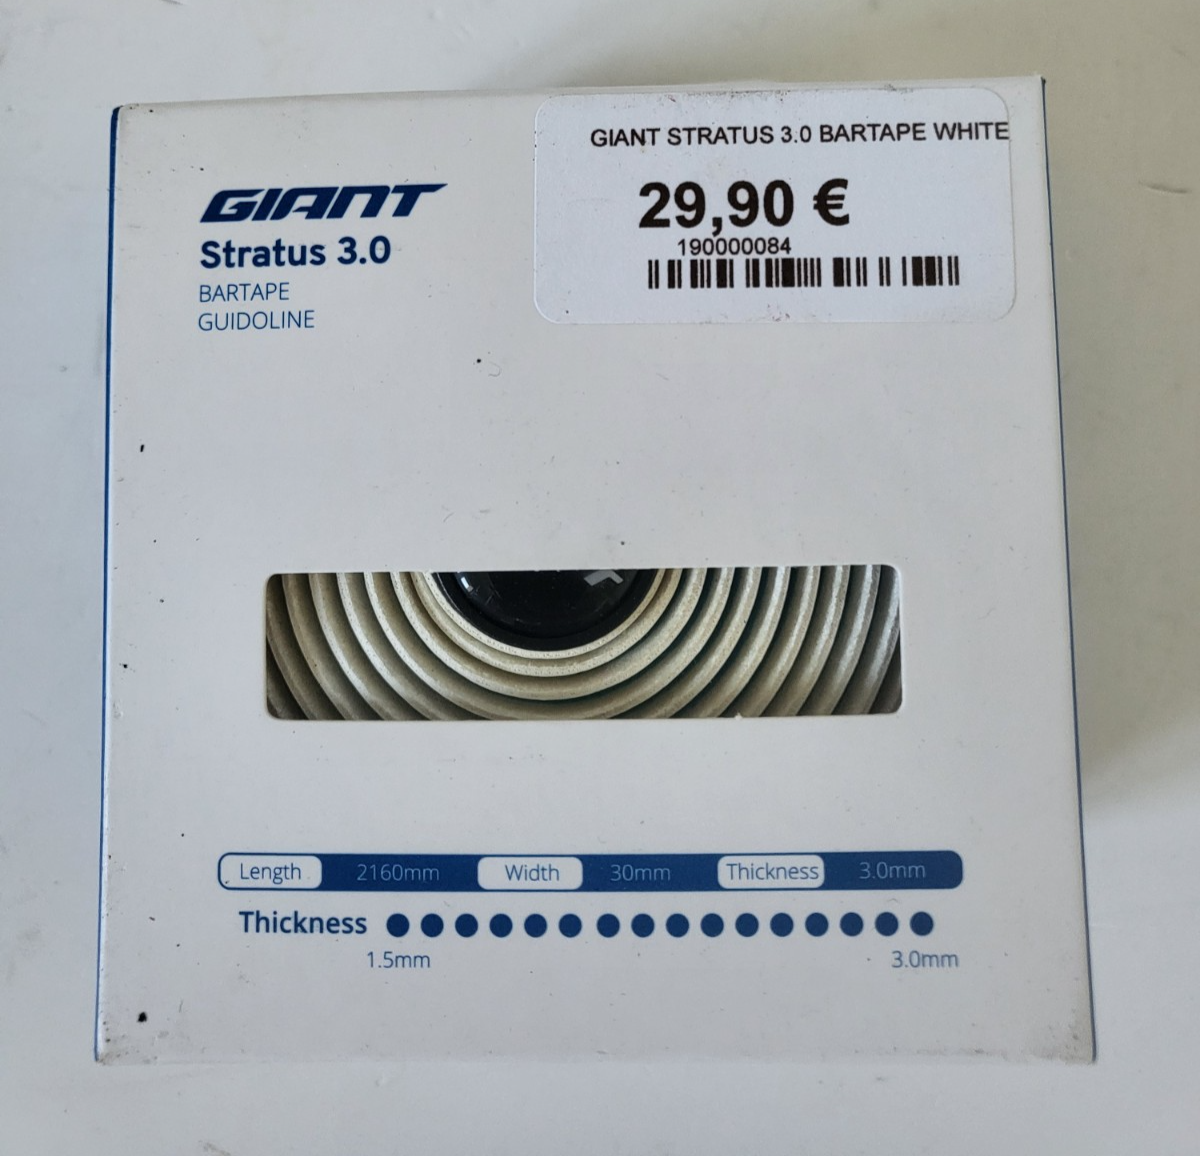 GIANT STRATUS 3.0 BARTAPE WHITE
29,90 €
190000084
GIANT
Stratus 3.0
BARTAPE
GUIDOLINE
Length 2160mm Width 30mm Thickness 3.0mm
Thickness
1.5mm 3.0mm